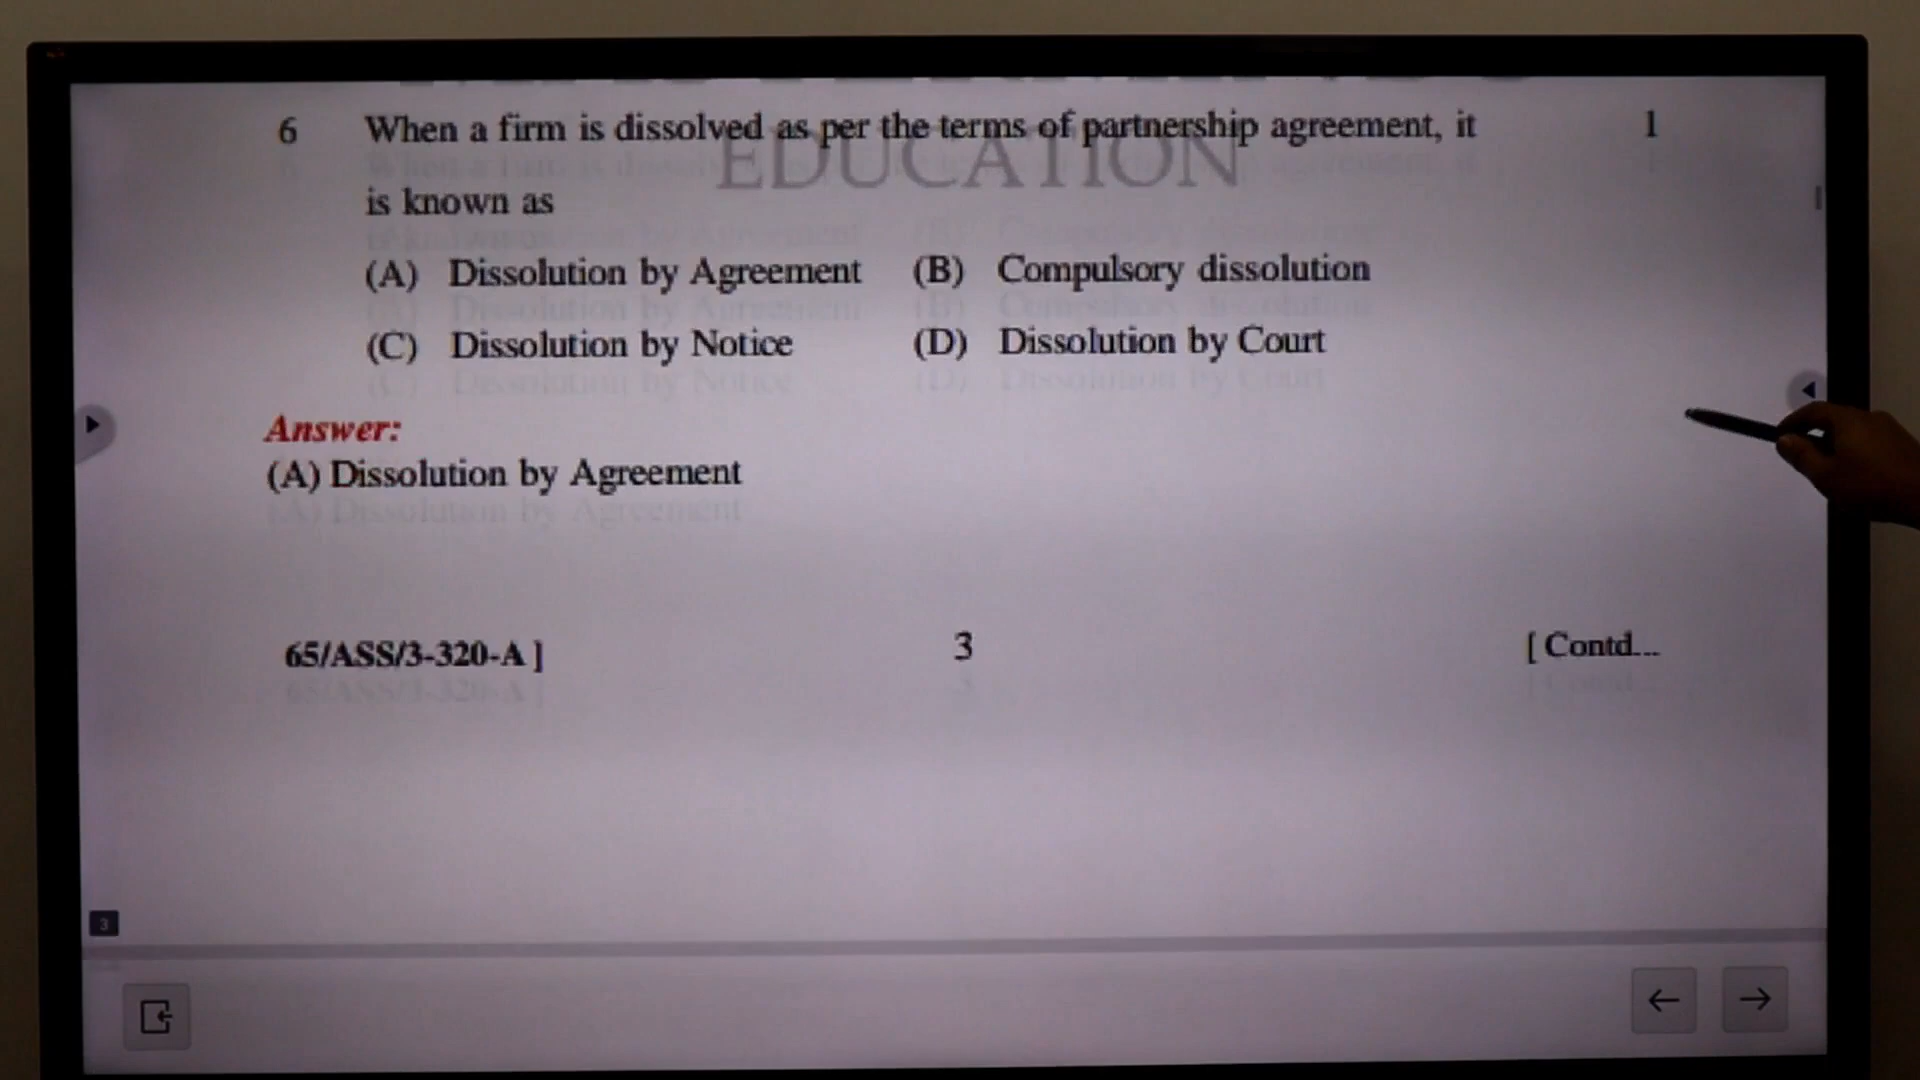 6 When a firm is dissolved as per the terms of partnership agreement, it 1
EDUCATION
is known as
(A) Dissolution by Agreement (B) Compulsory dissolution
(C) Dissolution by Notice (D) Dissolution by Court
Answer:
(A) Dissolution by Agreement
65/ASS/3-320-A ] 3 [ Contd...
3